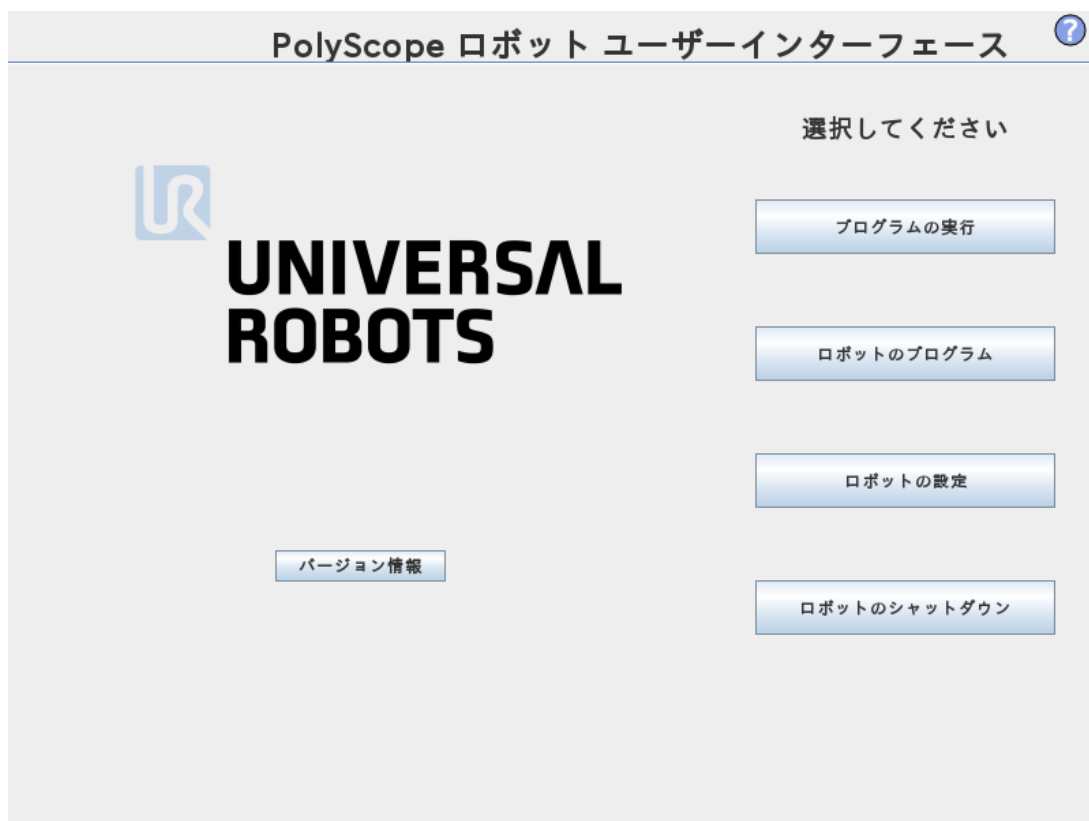 PolyScope ロボット ユーザーインターフェース
?
選択してください
UR
UNIVERSAL
ROBOTS
プログラムの実行
ロボットのプログラム
ロボットの設定
バージョン情報
ロボットのシャットダウン